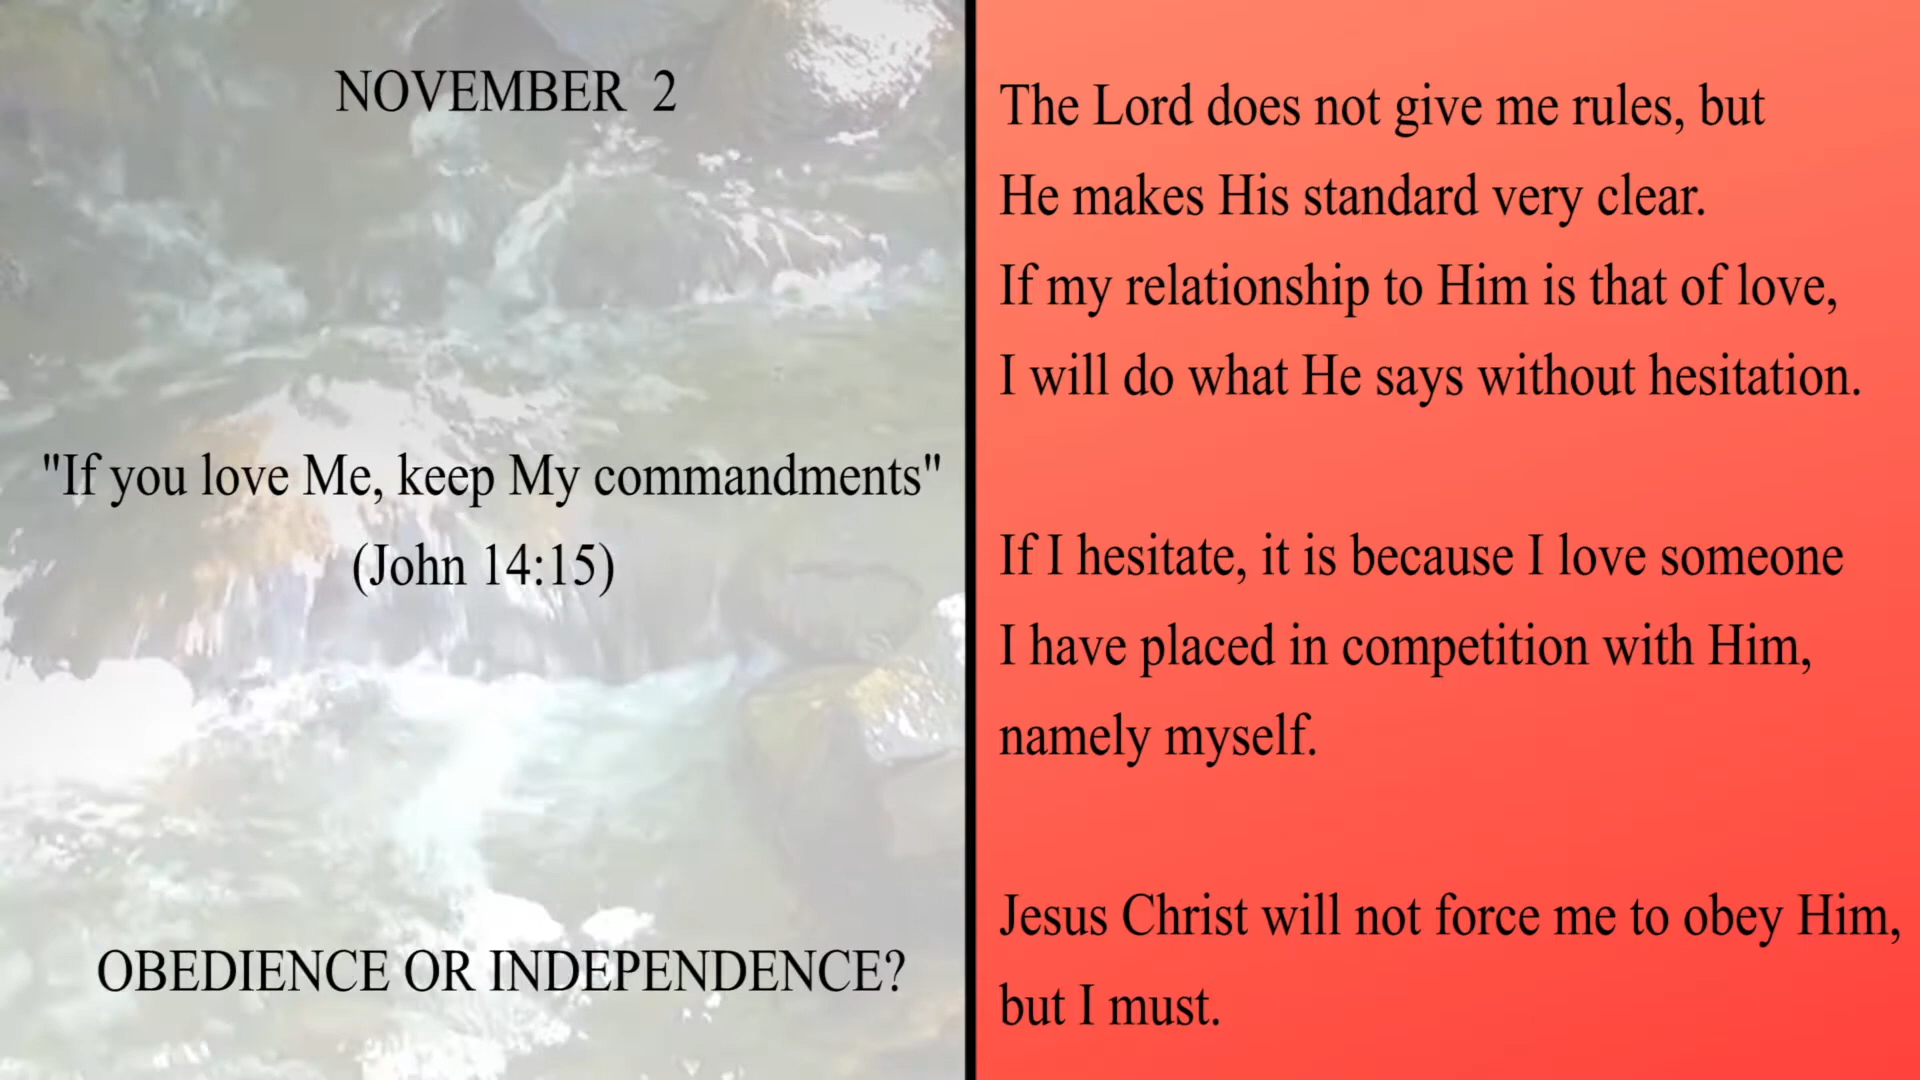 NOVEMBER 2
"If you love Me, keep My commandments"
(John 14:15)
OBEDIENCE OR INDEPENDENCE?
The Lord does not give me rules, but
He makes His standard very clear.
If my relationship to Him is that of love,
I will do what He says without hesitation.
If I hesitate, it is because I love someone
I have placed in competition with Him,
namely myself.
Jesus Christ will not force me to obey Him,
but I must.